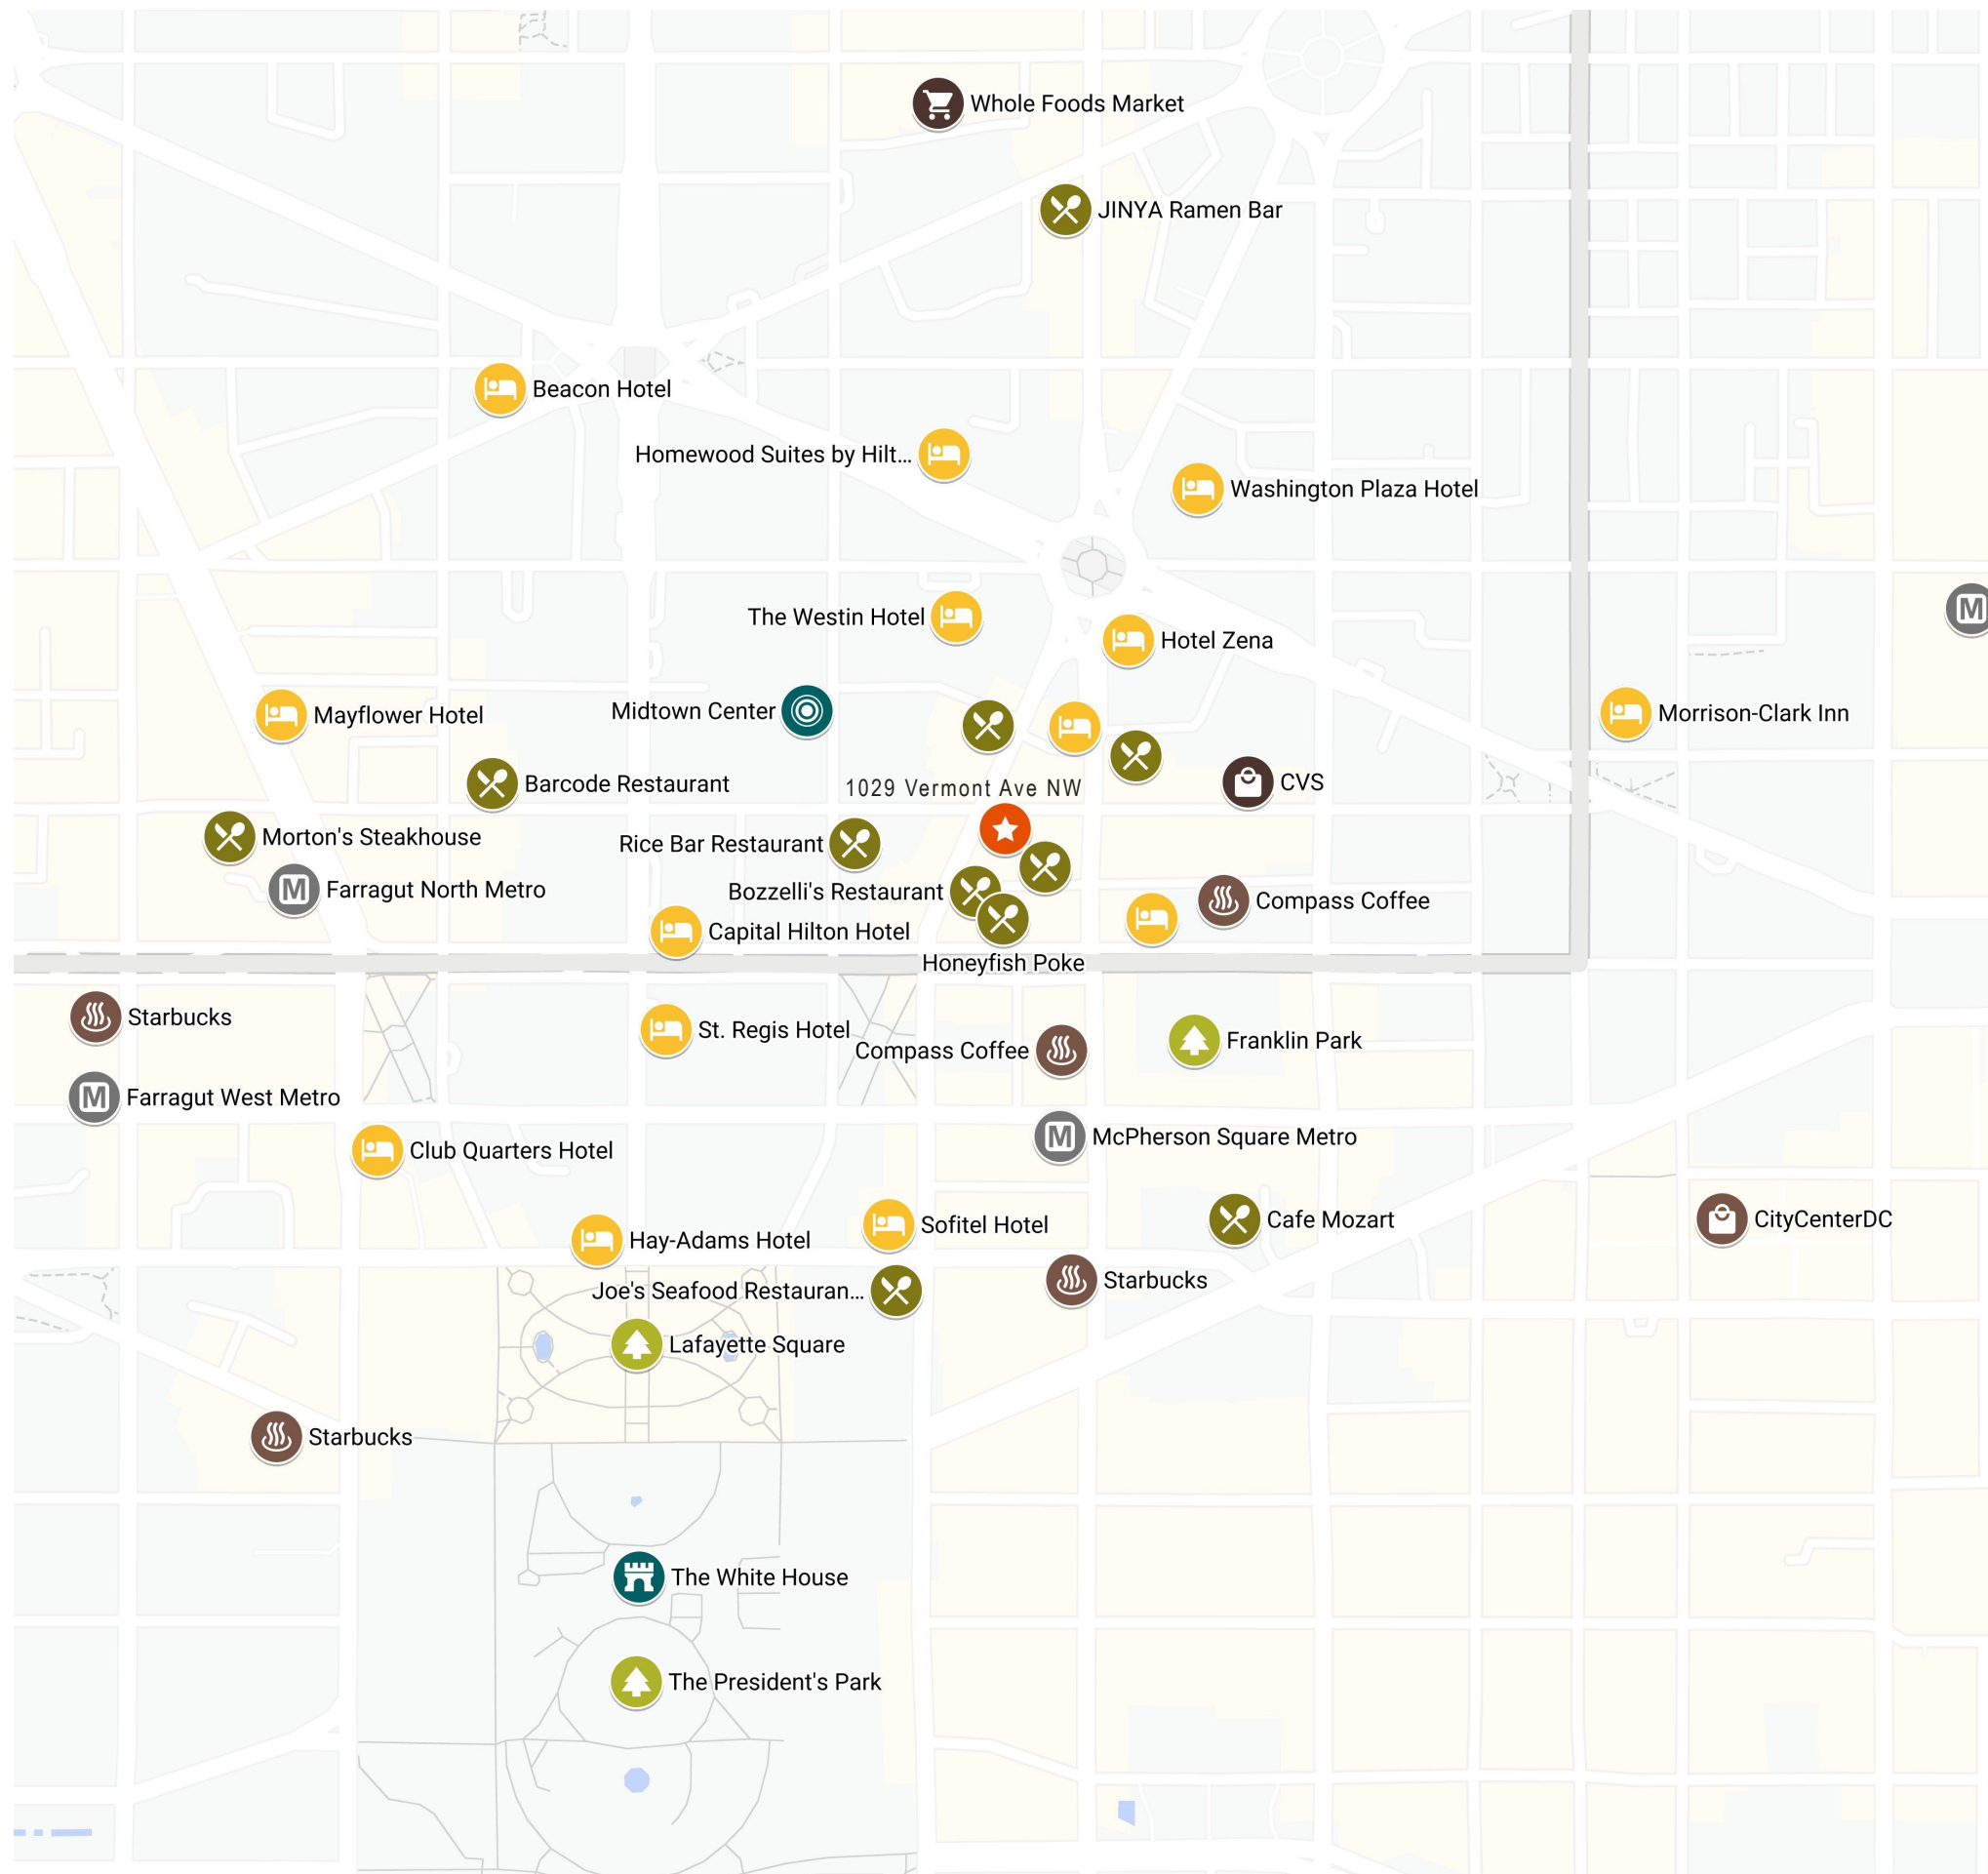 Whole Foods Market
JINYA Ramen Bar
Beacon Hotel
Homewood Suites by Hilt...
Washington Plaza Hotel
The Westin Hotel
M
Hotel Zena
Mayflower Hotel
Midtown Center
Morrison-Clark Inn
Barcode Restaurant
1029 Vermont Ave NW
CVS
Morton's Steakhouse
Rice Bar Restaurant
M
Farragut North Metro
Bozzelli's Restaurant
Compass Coffee
Capital Hilton Hotel
Honeyfish Poke
Starbucks
St. Regis Hotel
Compass Coffee
Franklin Park
M
Farragut West Metro
M
McPherson Square Metro
Club Quarters Hotel
Hay-Adams Hotel
Sofitel Hotel
Cafe Mozart
CityCenterDC
Joe's Seafood Restauran...
Starbucks
Lafayette Square
Starbucks
The White House
The President's Park